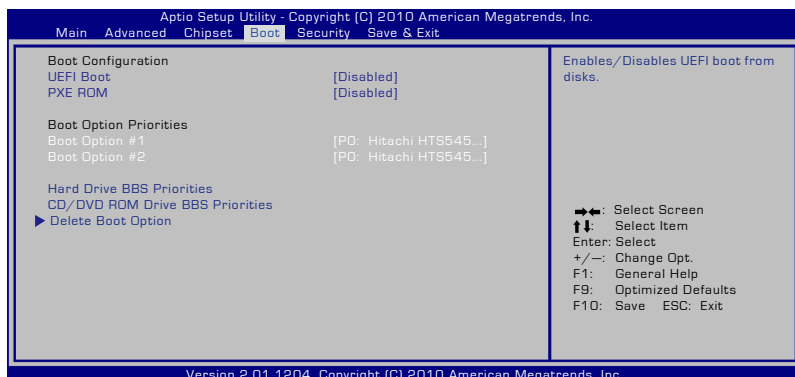 Aptio Setup Utility - Copyright (C) 2010 American Megatrends, Inc.
Main Advanced Chipset Boot Security Save & Exit
Boot Configuration
UEFI Boot [Disabled]
PXE ROM [Disabled]
Boot Option Priorities
Boot Option #1 [P0: Hitachi HTS545...]
Boot Option #2 [P0: Hitachi HTS545...]
Hard Drive BBS Priorities
CD/DVD ROM Drive BBS Priorities
Delete Boot Option
Enables/Disables UEFI boot from
disks.
: Select Screen
: Select Item
Enter: Select
+/—: Change Opt.
F1: General Help
F9: Optimized Defaults
F10: Save ESC: Exit
Version 2.01.1204. Copyright (C) 2010 American Megatrends, Inc.